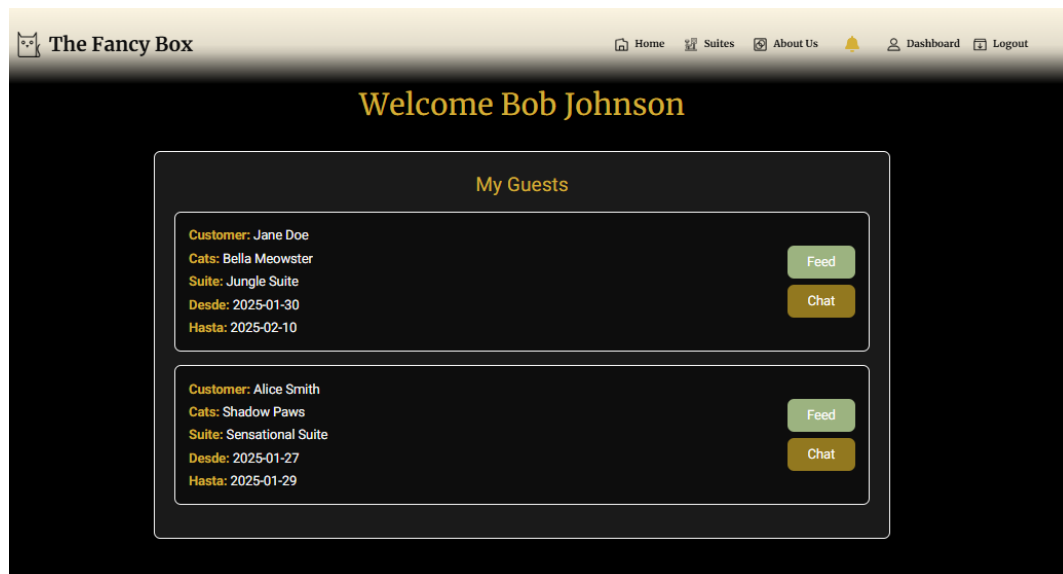 The Fancy Box
Home Suites About Us Dashboard Logout
Welcome Bob Johnson
My Guests
Customer: Jane Doe
Cats: Bella Meowster
Suite: Jungle Suite
Desde: 2025-01-30
Hasta: 2025-02-10
Feed
Chat
Customer: Alice Smith
Cats: Shadow Paws
Suite: Sensational Suite
Desde: 2025-01-27
Hasta: 2025-01-29
Feed
Chat